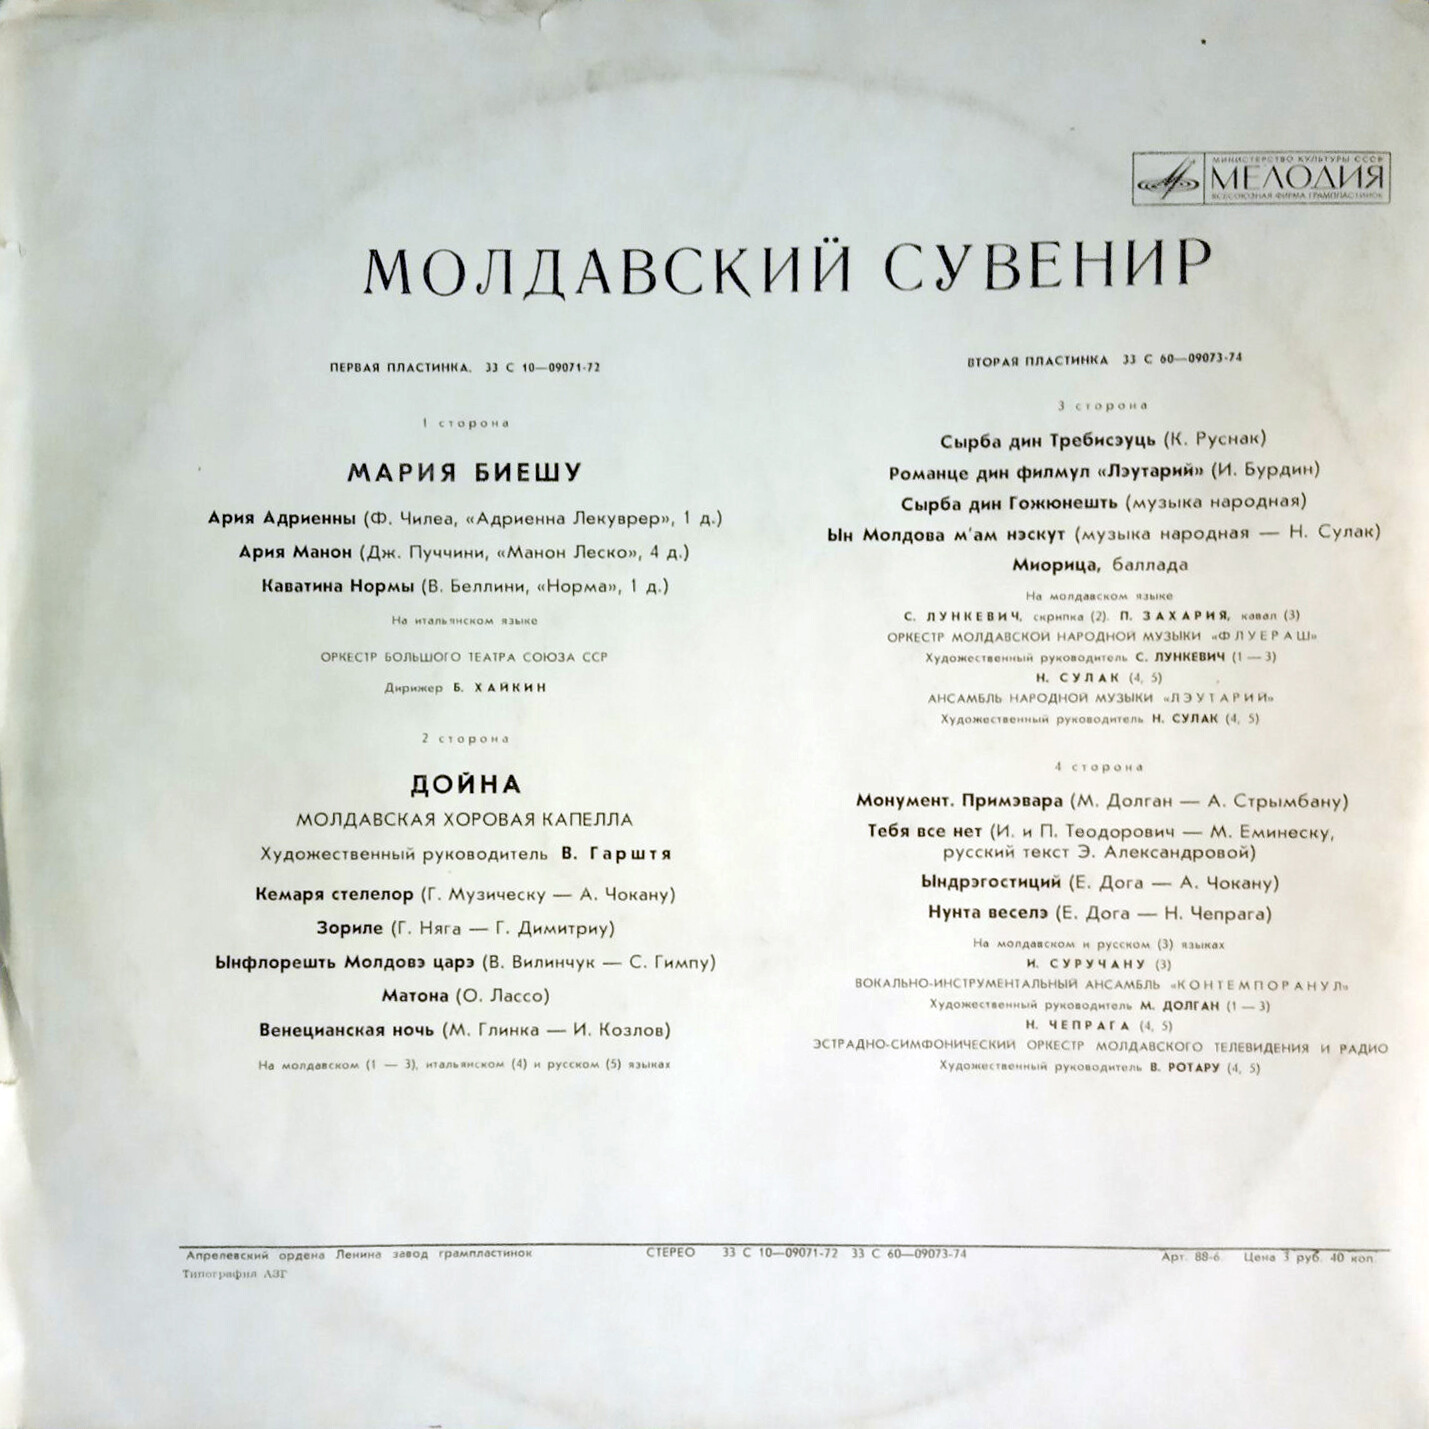 МИНИСТЕРСТВО КУЛЬТУРЫ СССР
МЕЛОДИЯ
ВСЕСОЮЗНАЯ ФИРМА ГРАМПЛАСТИНОК
МОЛДАВСКИЙ СУВЕНИР
ПЕРВАЯ ПЛАСТИНКА. 33 С 10—09071-72
1 сторона
МАРИЯ БИЕШУ
Ария Адриенны (Ф. Чилеа, «Адриенна Лекуврер», 1 д.)
Ария Манон (Дж. Пуччини, «Манон Леско», 4 д.)
Каватина Нормы (В. Беллини, «Норма», 1 д.)
На итальянском языке
ОРКЕСТР БОЛЬШОГО ТЕАТРА СОЮЗА ССР
Дирижер Б. ХАЙКИН
2 сторона
ДОЙНА
МОЛДАВСКАЯ ХОРОВАЯ КАПЕЛЛА
Художественный руководитель В. Гарштя
Кемаря стелелор (Г. Музическу — А. Чокану)
Зориле (Г. Няга — Г. Димитриу)
Ынфлорешть Молдовэ царэ (В. Вилинчук — С. Гимпу)
Матона (О. Лассо)
Венецианская ночь (М. Глинка — И. Козлов)
На молдавском (1 — 3), итальянском (4) и русском (5) языках
ВТОРАЯ ПЛАСТИНКА 33 С 60—09073-74
3 сторона
Сырба дин Требисэуць (К. Руснак)
Романце дин филмул «Лэутарий» (И. Бурдин)
Сырба дин Гожюнешть (музыка народная)
Ын Молдова м'ам нэскут (музыка народная — Н. Сулак)
Миорица, баллада
На молдавском языке
С. ЛУНКЕВИЧ, скрипка (2). П. ЗАХАРИЯ, кавал (3)
ОРКЕСТР МОЛДАВСКОЙ НАРОДНОЙ МУЗЫКИ «ФЛУЕРАШ»
Художественный руководитель С. ЛУНКЕВИЧ (1 — 3)
Н. СУЛАК (4, 5)
АНСАМБЛЬ НАРОДНОЙ МУЗЫКИ «ЛЭУТАРИЙ»
Художественный руководитель Н. СУЛАК (4, 5)
4 сторона
Монумент. Примэвара (М. Долган — А. Стрымбану)
Тебя все нет (И. и П. Теодорович — М. Еминеску,
русский текст Э. Александровой)
Ындрэгостиций (Е. Дога — А. Чокану)
Нунта веселэ (Е. Дога — Н. Чепрага)
На молдавском и русском (3) языках
И. СУРУЧАНУ (3)
ВОКАЛЬНО-ИНСТРУМЕНТАЛЬНЫЙ АНСАМБЛЬ «КОНТЕМПОРАНУЛ»
Художественный руководитель М. ДОЛГАН (1 — 3)
Н. ЧЕПРАГА (4, 5)
ЭСТРАДНО-СИМФОНИЧЕСКИЙ ОРКЕСТР МОЛДАВСКОГО ТЕЛЕВИДЕНИЯ И РАДИО
Художественный руководитель В. РОТАРУ (4, 5)
Апрелевский ордена Ленина завод грампластинок СТЕРЕО 33 С 10—09071-72 33 С 60—09073-74 Арт. 88-6. Цена 3 руб. 40 коп.
Типография АЗГ